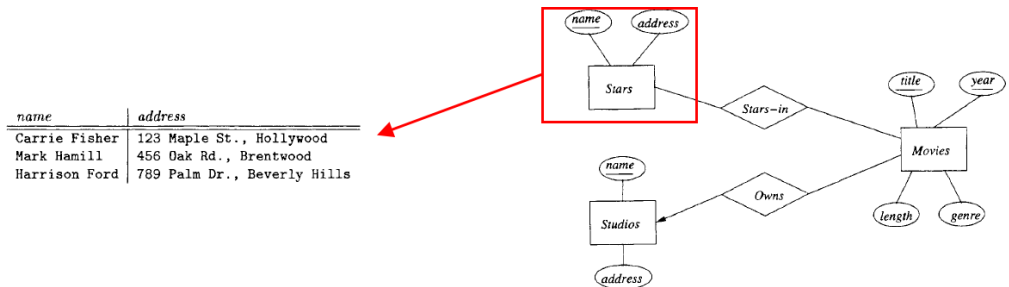 name address
Carrie Fisher 123 Maple St., Hollywood
Mark Hamill 456 Oak Rd., Brentwood
Harrison Ford 789 Palm Dr., Beverly Hills
name
address
Stars
Stars-in
title
year
Movies
length
genre
name
Owns
Studios
address